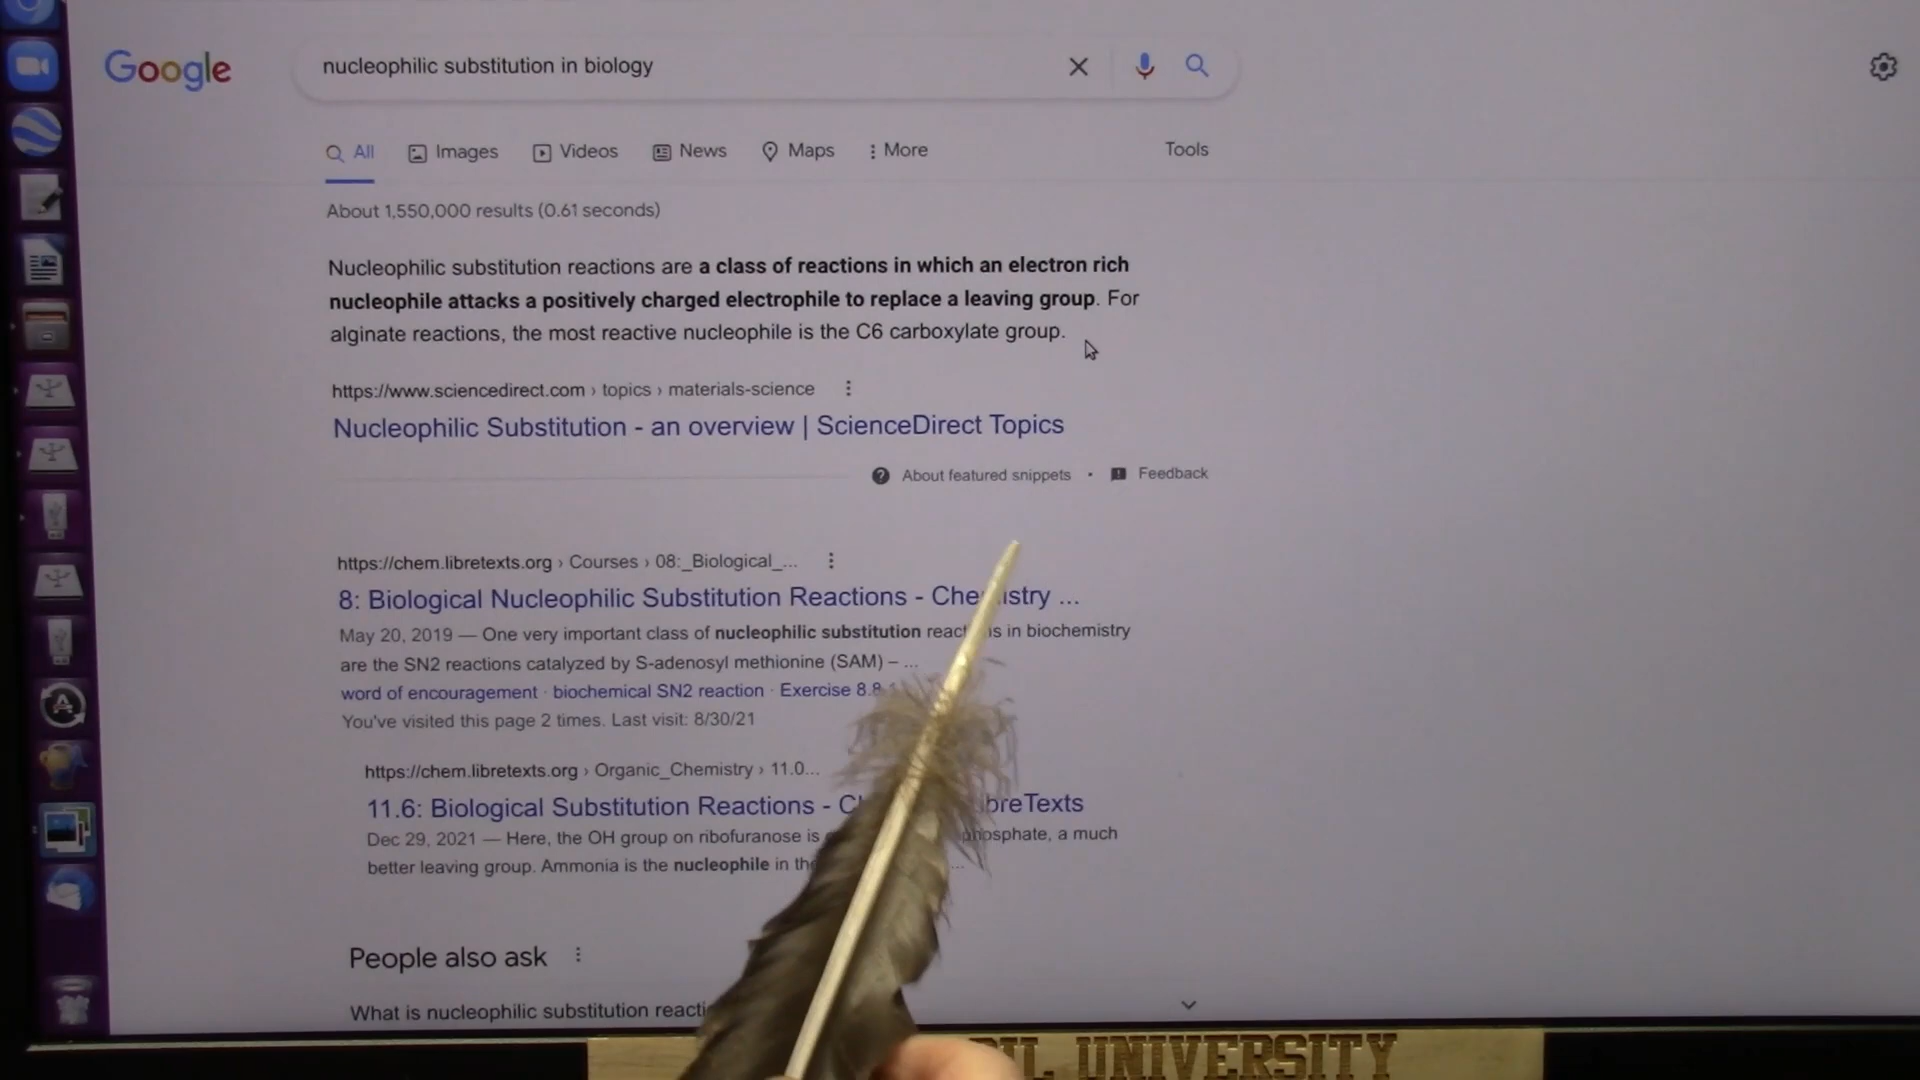 Google
nucleophilic substitution in biology
All Images Videos News Maps More Tools
About 1,550,000 results (0.61 seconds)
Nucleophilic substitution reactions are a class of reactions in which an electron rich
nucleophile attacks a positively charged electrophile to replace a leaving group. For
alginate reactions, the most reactive nucleophile is the C6 carboxylate group.
https://www.sciencedirect.com › topics › materials-science
Nucleophilic Substitution - an overview | ScienceDirect Topics
About featured snippets • Feedback
https://chem.libretexts.org › Courses › 08:_Biological_...
8: Biological Nucleophilic Substitution Reactions - ...
May 20, 2019 — One very important class of nucleophilic substitution in biochemistry
are the SN2 reactions catalyzed by S-adenosyl methionine (SAM) – ...
word of encouragement · biochemical SN2 reaction · Exercise
You've visited this page 2 times. Last visit: 8/30/21
https://chem.libretexts.org › Organic_Chemistry › 11.0...
11.6: Biological Substitution Reactions -
Dec 29, 2021 — Here, the OH group on ribofuranose is a much
better leaving group. Ammonia is the nucleophile in
People also ask
What is nucleophilic substitution
UNIVERSITY